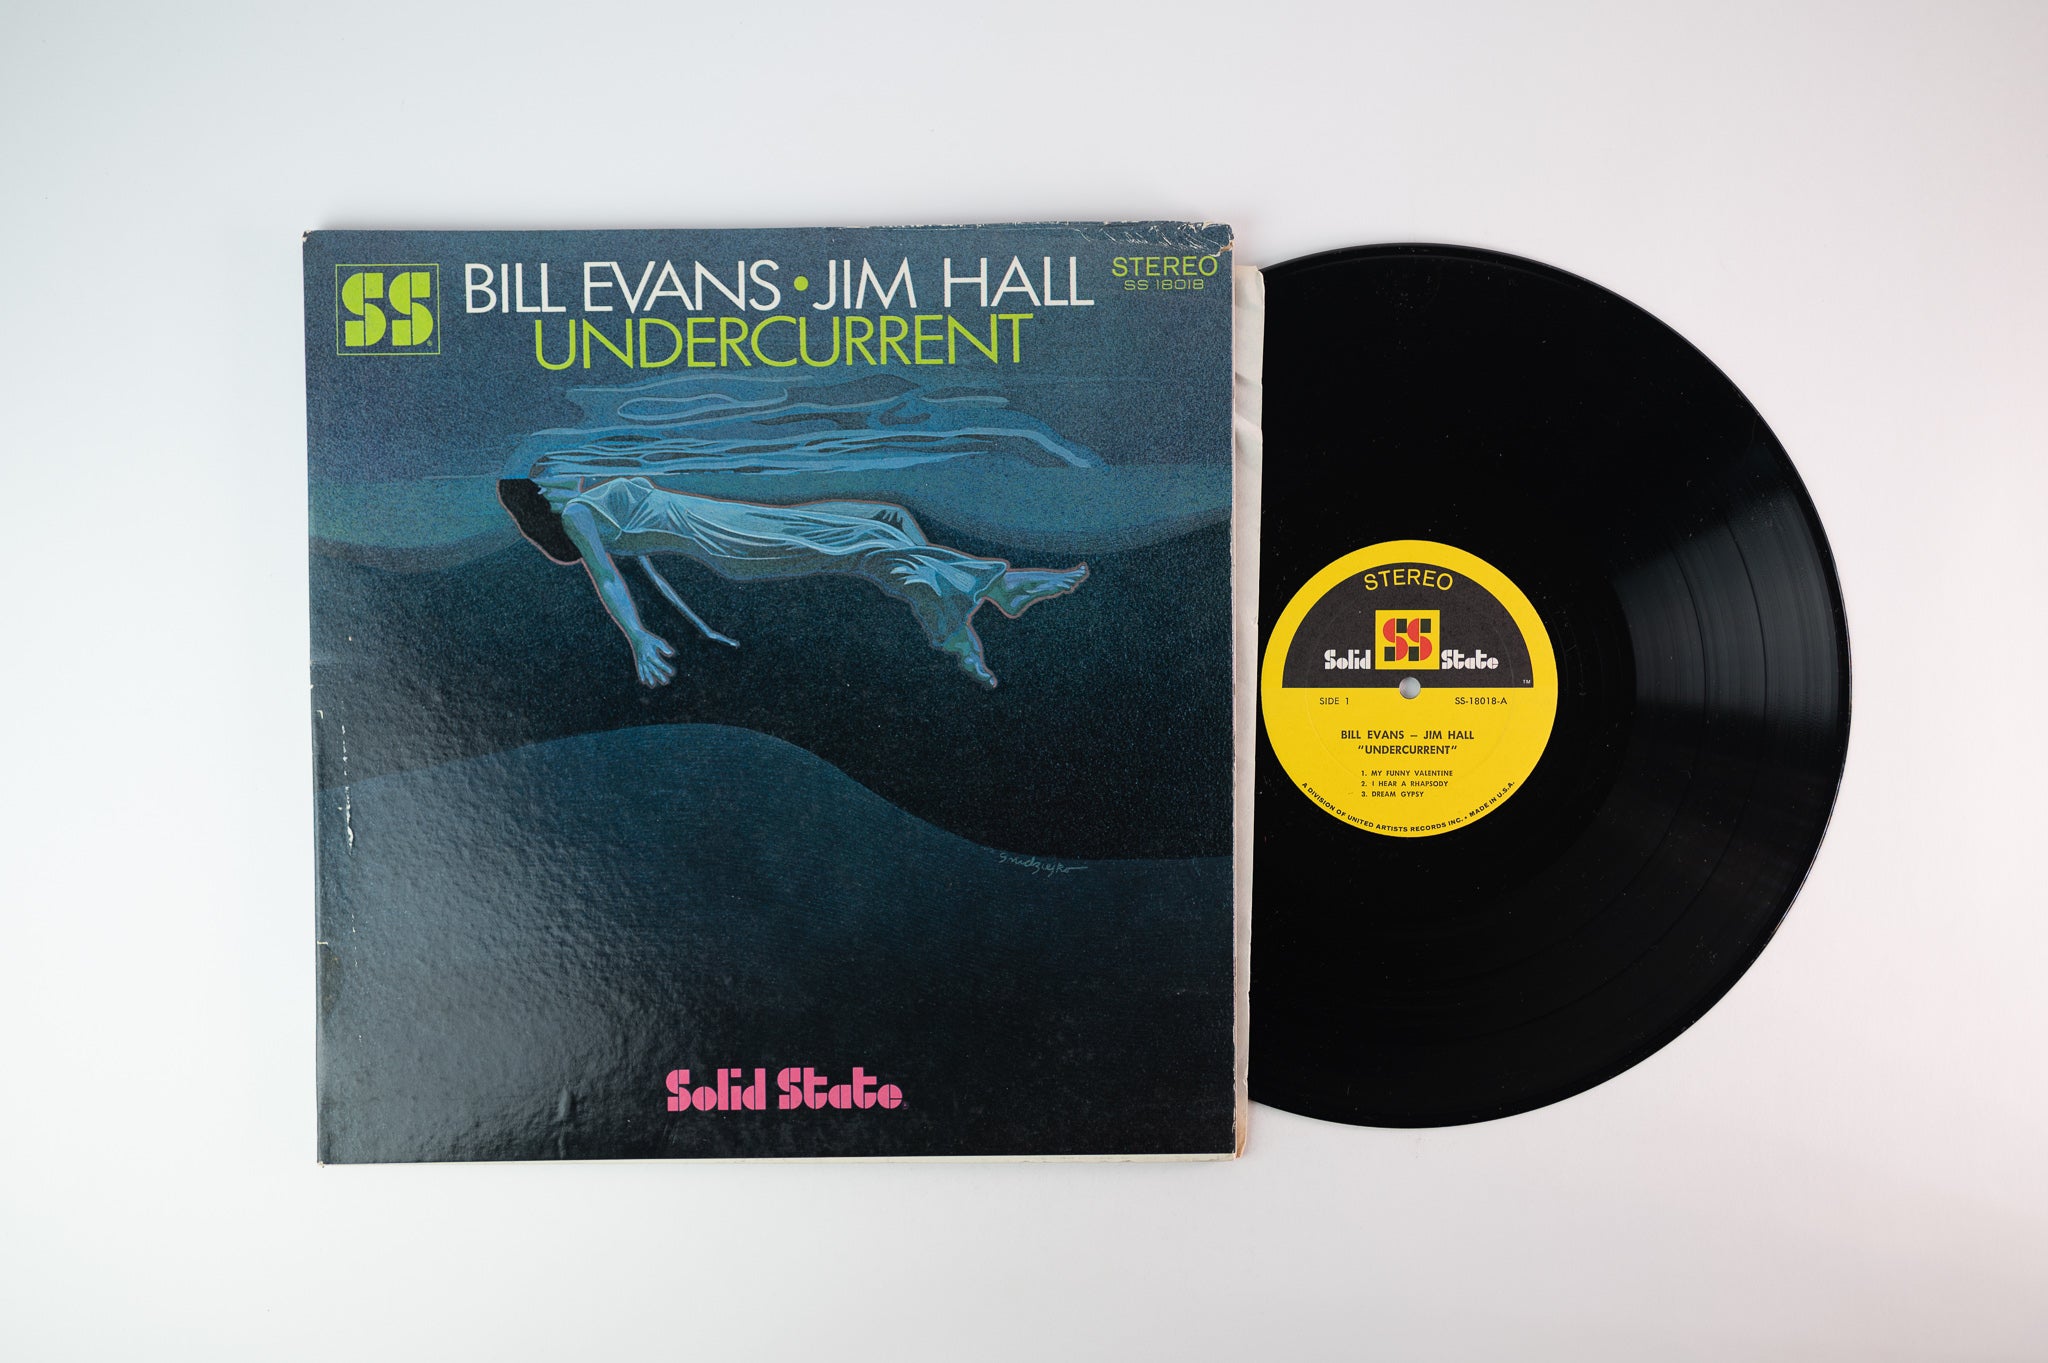 SS®
BILL EVANS • JIM HALL
UNDERCURRENT
STEREO
SS 18018
Gnidziejko
Solid State®
STEREO
Solid SS State
TM
SIDE 1 SS-18018-A
BILL EVANS – JIM HALL
"UNDERCURRENT"
1. MY FUNNY VALENTINE
2. I HEAR A RHAPSODY
3. DREAM GYPSY
A DIVISION OF UNITED ARTISTS RECORDS INC. • MADE IN U.S.A.